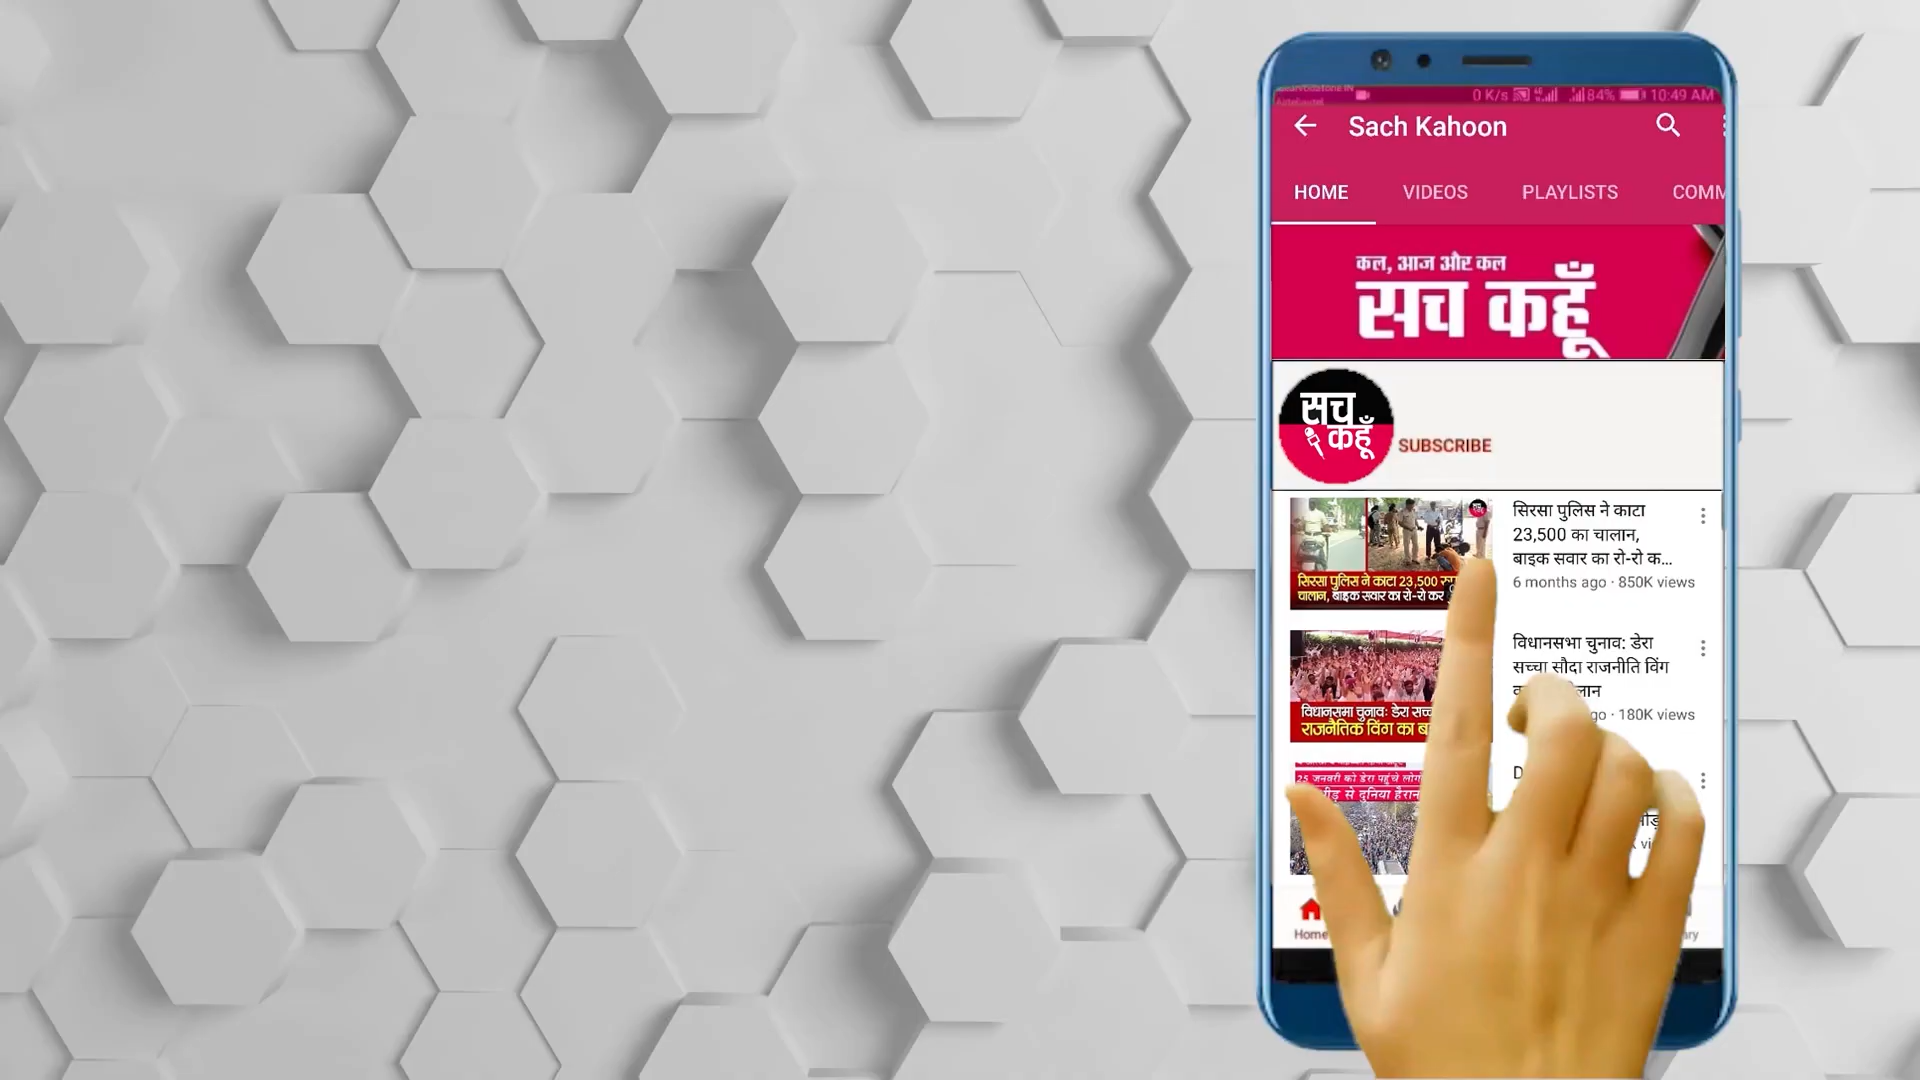 0 K/s 84% 10:49 AM
Sach Kahoon
HOME VIDEOS PLAYLISTS COMM
कल, आज और कल
सच कहूँ
सच
कहूँ
SUBSCRIBE
सिरसा पुलिस ने काटा 23,500
चालान, बाइक सवार का रो-रो कर
सिरसा पुलिस ने काटा
23,500 का चालान,
बाइक सवार का रो-रो क...
6 months ago · 850K views
विधानसभा चुनाव: डेरा
राजनैतिक विंग का
विधानसभा चुनाव: डेरा
सच्चा सौदा राजनीति विंग
180K views
25 जनवरी को डेरा पहुंचे
से दुनिया हैरान
Home